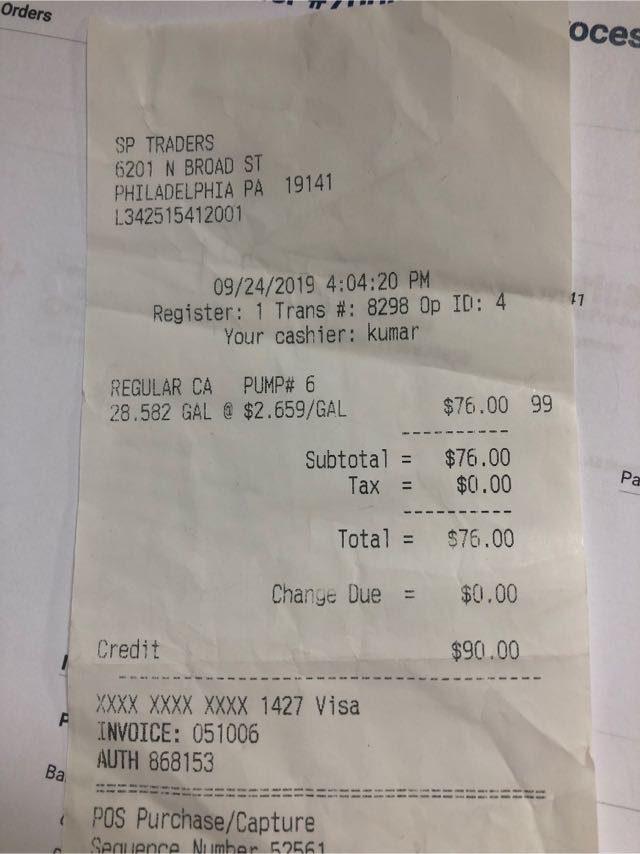 Orders
SP TRADERS
6201 N BROAD ST
PHILADELPHIA PA 19141
L342515412001
09/24/2019 4:04:20 PM
Register: 1 Trans #: 8298 Op ID: 4
Your cashier: kumar
REGULAR CA PUMP# 6
28.582 GAL @ $2.659/GAL $76.00 99
Subtotal = $76.00
Tax = $0.00
Total = $76.00
Change Due = $0.00
Credit $90.00
XXXX XXXX XXXX 1427 Visa
INVOICE: 051006
AUTH 868153
POS Purchase/Capture
Sequence Number 52561